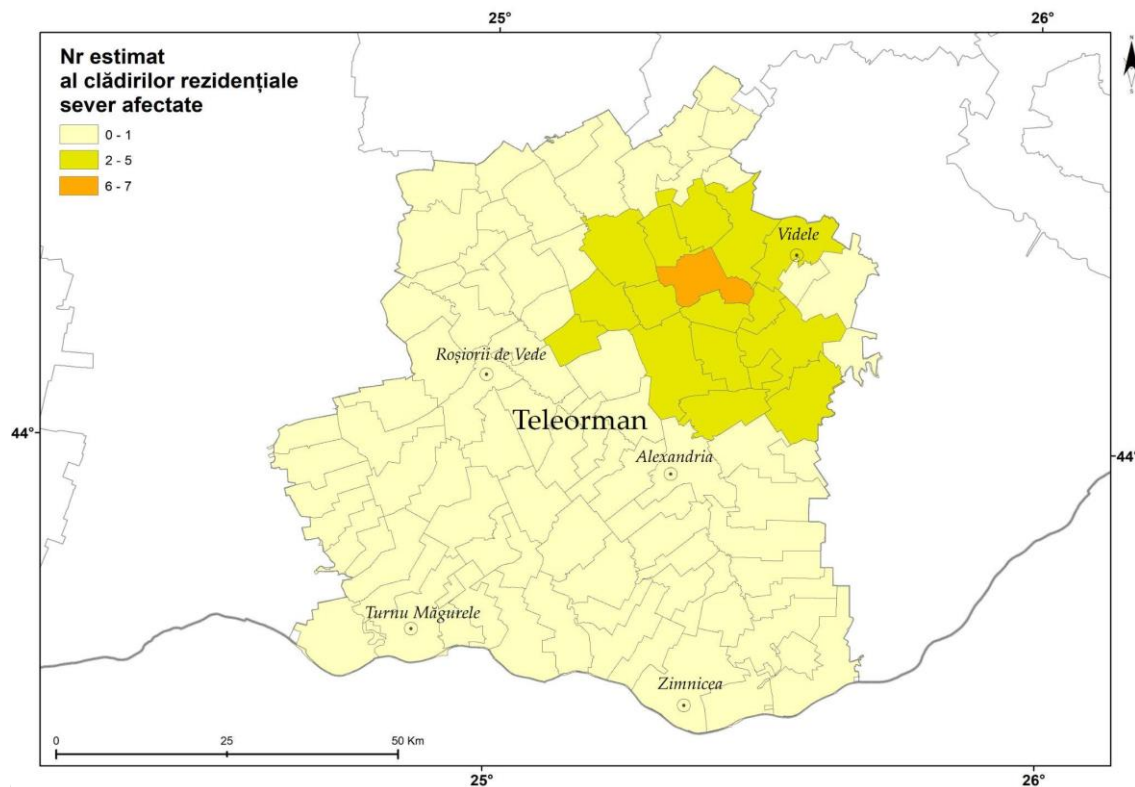 25°
26°
Nr estimat
al clădirilor rezidențiale
sever afectate
0 - 1
2 - 5
6 - 7
N
S
Videle
Roșiorii de Vede
Teleorman
44°
Alexandria
44°
Turnu Măgurele
Zimnicea
0
25
50 Km
25°
26°